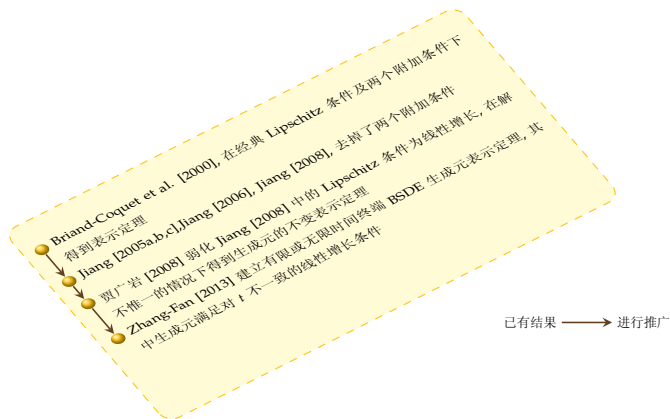 Briand-Coquet et al. [2000], 在经典 Lipschitz 条件及两个附加条件下
得到表示定理
Jiang [2005a,b,c],Jiang [2006], Jiang [2008], 去掉了两个附加条件
贾广岩 [2008] 弱化 Jiang [2008] 中的 Lipschitz 条件为线性增长, 在解
不惟一的情况下得到生成元的不变表示定理
Zhang-Fan [2013] 建立有限或无限时间终端 BSDE 生成元表示定理, 其
中生成元满足对 t 不一致的线性增长条件
已有结果 进行推广